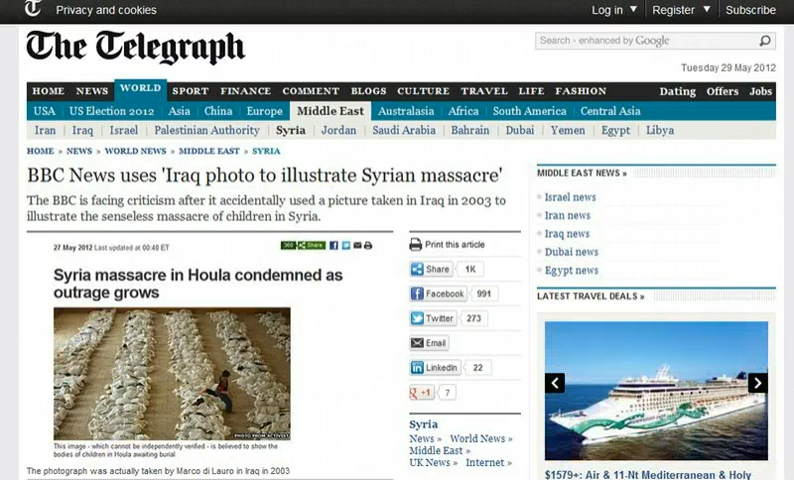 Privacy and cookies
Log in ▼ Register ▼ Subscribe
The Telegraph
Search - enhanced by Google
Tuesday 29 May 2012
HOME NEWS WORLD SPORT FINANCE COMMENT BLOGS CULTURE TRAVEL LIFE FASHION Dating Offers Jobs
USA US Election 2012 Asia China Europe Middle East Australasia Africa South America Central Asia
Iran Iraq Israel Palestinian Authority Syria Jordan Saudi Arabia Bahrain Dubai Yemen Egypt Libya
HOME » NEWS » WORLD NEWS » MIDDLE EAST » SYRIA
BBC News uses 'Iraq photo to illustrate Syrian massacre'
The BBC is facing criticism after it accidentally used a picture taken in Iraq in 2003 to
illustrate the senseless massacre of children in Syria.
27 May 2012 Last updated at 00:40 ET
360 Share
Syria massacre in Houla condemned as
outrage grows
PHOTO FROM ACTIVIST
This image - which cannot be independently verified - is believed to show the
bodies of children in Houla awaiting burial
The photograph was actually taken by Marco di Lauro in Iraq in 2003
Print this article
Share 1K
Facebook 991
Twitter 273
Email
LinkedIn 22
+1 7
Syria
News » World News »
Middle East »
UK News » Internet »
MIDDLE EAST NEWS »
Israel news
Iran news
Iraq news
Dubai news
Egypt news
LATEST TRAVEL DEALS »
$1579+: Air & 11-Nt Mediterranean & Holy